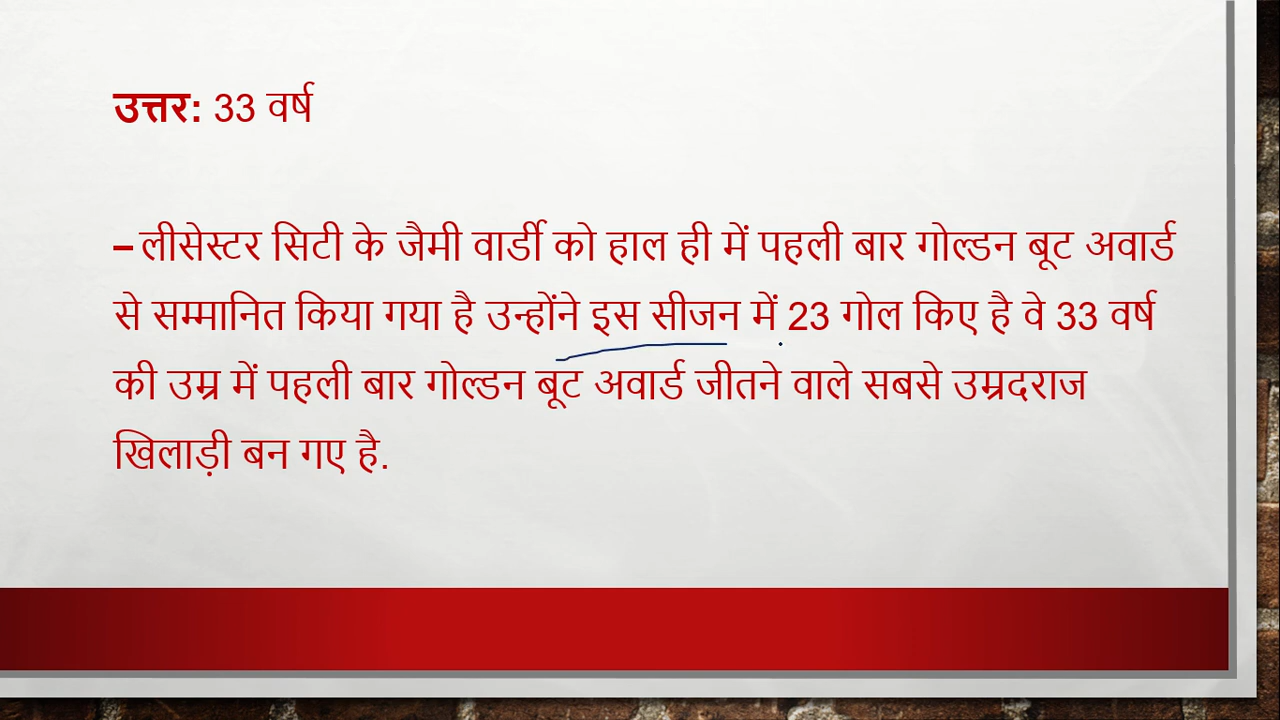 उत्तर: 33 वर्ष
– लीसेस्टर सिटी के जैमी वार्डी को हाल ही में पहली बार गोल्डन बूट अवार्ड
से सम्मानित किया गया है उन्होंने इस सीजन में 23 गोल किए है वे 33 वर्ष
की उम्र में पहली बार गोल्डन बूट अवार्ड जीतने वाले सबसे उम्रदराज
खिलाड़ी बन गए है.